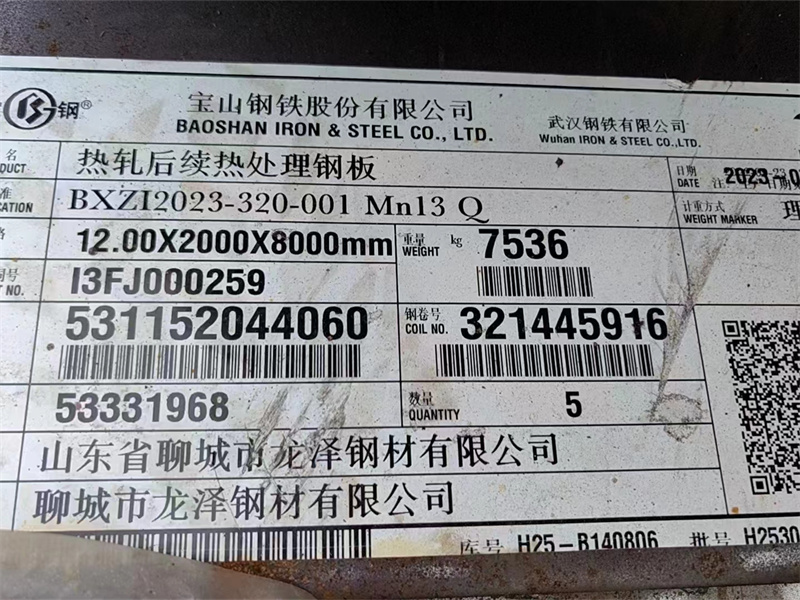 钢®
宝山钢铁股份有限公司
武汉钢铁有限公司
BAOSHAN IRON & STEEL CO., LTD.
Wuhan IRON & STEEL CO.,LTD.
名
热轧后续热处理钢板
日期
DATE
BXZI2023-320-001 Mn13 Q
计重方式
WEIGHT MARKER
理
12.00X2000X8000mm
重量
WEIGHT
kg
7536
I3FJ000259
531152044060
钢卷号
COIL NO.
321445916
53331968
数量
QUANTITY
5
山东省聊城市龙泽钢材有限公司
聊城市龙泽钢材有限公司
库号 H25-B140806
批号 H2530